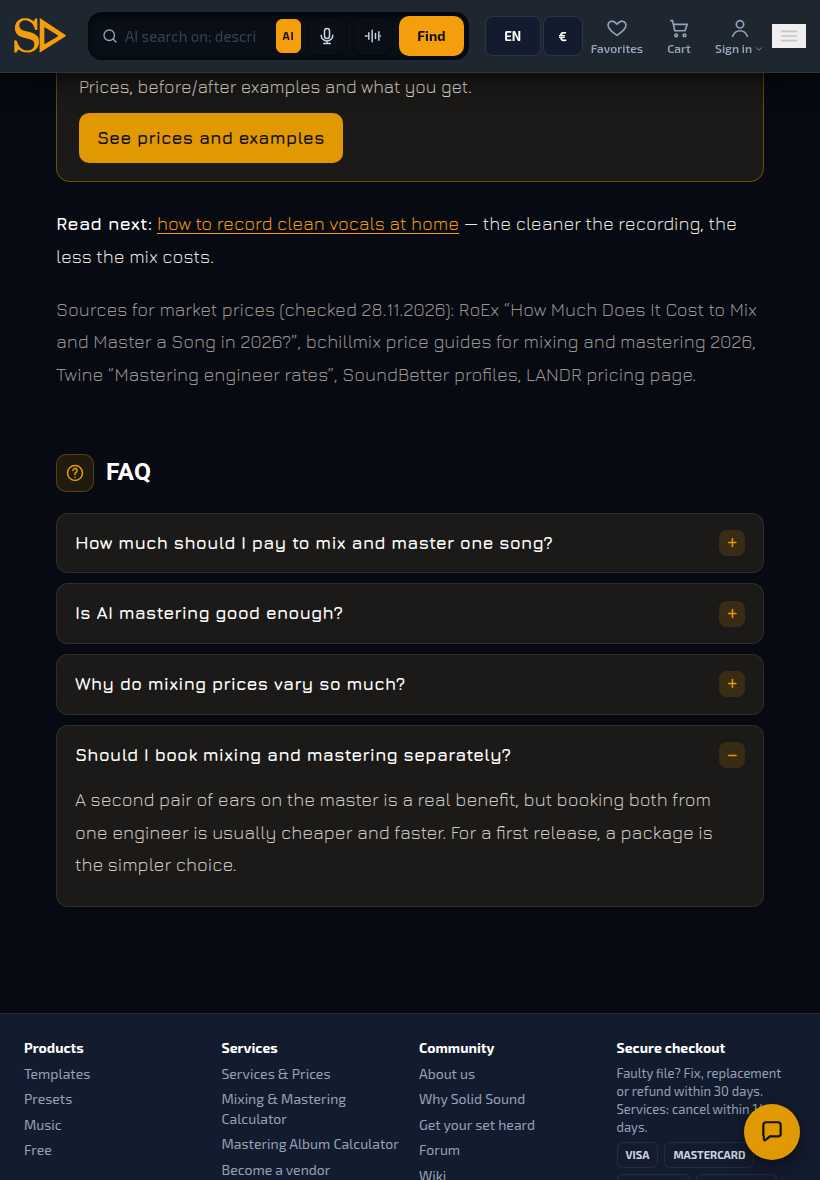 AI search on: descri
AI
Find
EN
€
Favorites
Cart
Sign in
Prices, before/after examples and what you get.
See prices and examples
Read next: how to record clean vocals at home — the cleaner the recording, the
less the mix costs.
Sources for market prices (checked 28.11.2026): RoEx “How Much Does It Cost to Mix
and Master a Song in 2026?”, bchillmix price guides for mixing and mastering 2026,
Twine “Mastering engineer rates”, SoundBetter profiles, LANDR pricing page.
FAQ
How much should I pay to mix and master one song?
Is AI mastering good enough?
Why do mixing prices vary so much?
Should I book mixing and mastering separately?
A second pair of ears on the master is a real benefit, but booking both from
one engineer is usually cheaper and faster. For a first release, a package is
the simpler choice.
Products
Templates
Presets
Music
Free
Services
Services & Prices
Mixing & Mastering
Calculator
Mastering Album Calculator
Become a vendor
Community
About us
Why Solid Sound
Get your set heard
Forum
Wiki
Secure checkout
Faulty file? Fix, replacement
or refund within 30 days.
Services: cancel within
days.
VISA
MASTERCARD